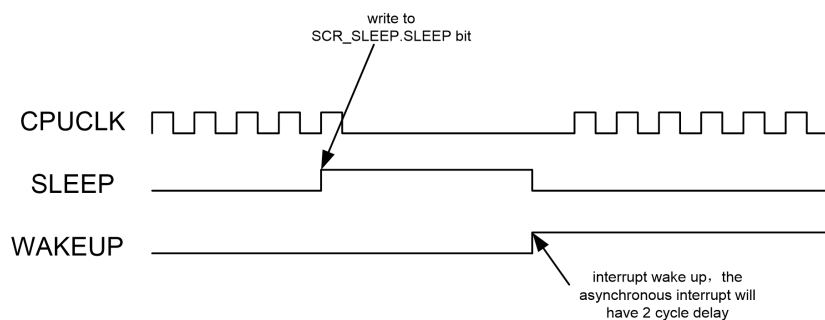 write to
SCR_SLEEP.SLEEP bit
CPUCLK
SLEEP
WAKEUP
interrupt wake up，the
asynchronous interrupt will
have 2 cycle delay